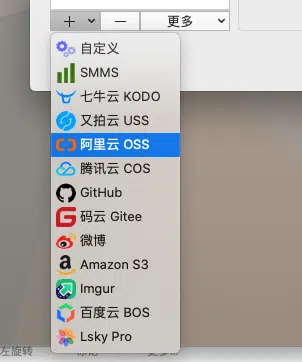 更多
自定义
SMMS
七牛云 KODO
又拍云 USS
阿里云 OSS
腾讯云 COS
GitHub
码云 Gitee
微博
Amazon S3
Imgur
百度云 BOS
Lsky Pro
左旋转